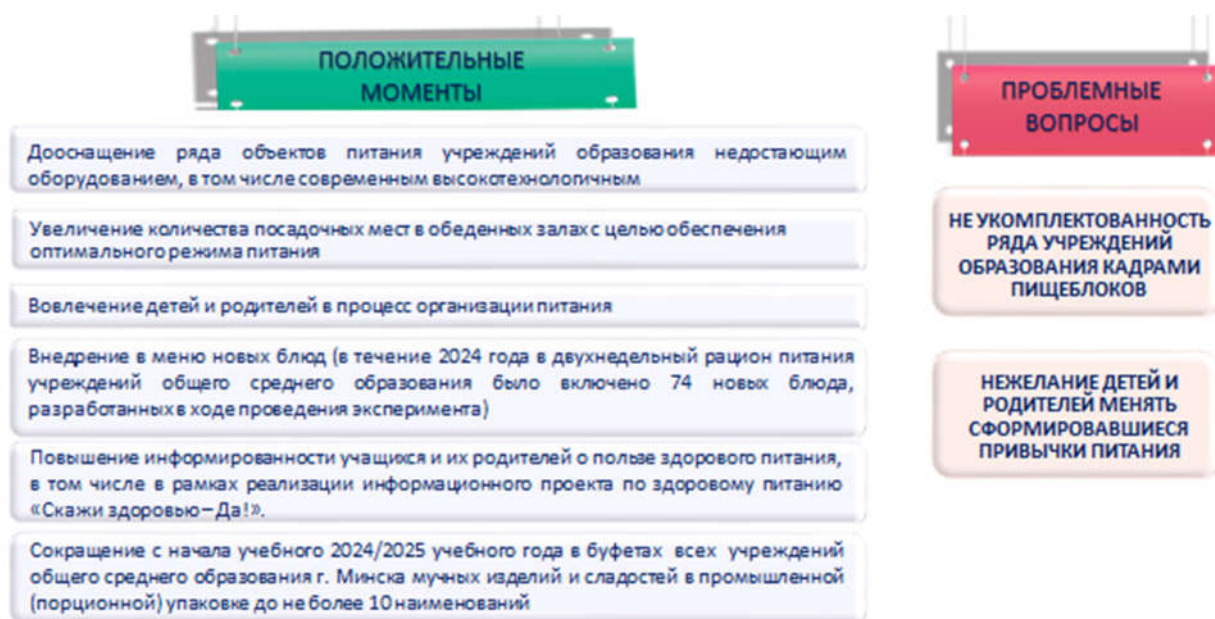 ПОЛОЖИТЕЛЬНЫЕ
МОМЕНТЫ
Дооснащение ряда объектов питания учреждений образования недостающим
оборудованием, в том числе современным высокотехнологичным
Увеличение количества посадочных мест в обеденных залах с целью обеспечения
оптимального режима питания
Вовлечение детей и родителей в процесс организации питания
Внедрение в меню новых блюд (в течение 2024 года в двухнедельный рацион питания
учреждений общего среднего образования было включено 74 новых блюда,
разработанных в ходе проведения эксперимента)
Повышение информированности учащихся и их родителей о пользе здорового питания,
в том числе в рамках реализации информационного проекта по здоровому питанию
«Скажи здоровью – Да!».
Сокращение с начала учебного 2024/2025 учебного года в буфетах всех учреждений
общего среднего образования г. Минска мучных изделий и сладостей в промышленной
(порционной) упаковке до не более 10 наименований
ПРОБЛЕМНЫЕ
ВОПРОСЫ
НЕ УКОМПЛЕКТОВАННОСТЬ
РЯДА УЧРЕЖДЕНИЙ
ОБРАЗОВАНИЯ КАДРАМИ
ПИЩЕБЛОКОВ
НЕЖЕЛАНИЕ ДЕТЕЙ И
РОДИТЕЛЕЙ МЕНЯТЬ
СФОРМИРОВАВШИЕСЯ
ПРИВЫЧКИ ПИТАНИЯ